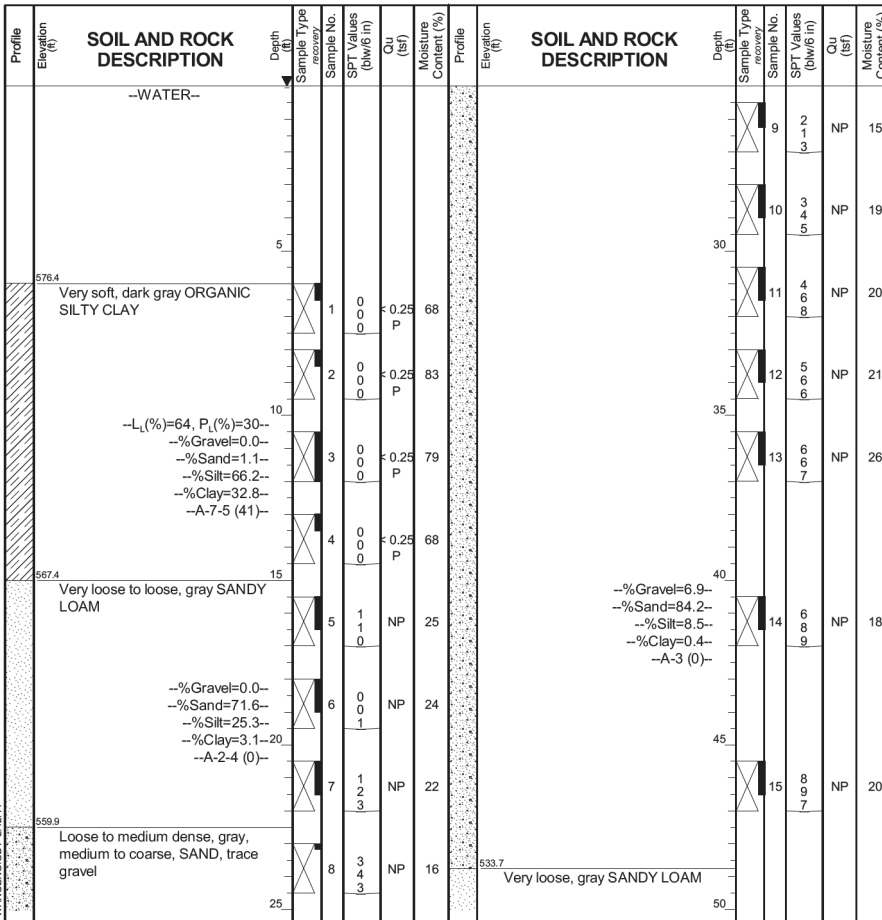 Profile
Elevation
(ft)
SOIL AND ROCK
DESCRIPTION
Depth
(ft)
Sample Type
recovery
Sample No.
SPT Values
(blw/6 in)
Qu
(tsf)
Moisture
Content (%)
--WATER--
5
576.4
Very soft, dark gray ORGANIC
SILTY CLAY
1
0
0
0
< 0.25
P
68
2
0
0
0
< 0.25
P
83
10
--LL(%)=64, PL(%)=30--
--%Gravel=0.0--
--%Sand=1.1--
--%Silt=66.2--
--%Clay=32.8--
--A-7-5 (41)--
3
0
0
0
< 0.25
P
79
4
0
0
0
< 0.25
P
68
567.4
15
Very loose to loose, gray SANDY
LOAM
5
1
1
0
NP
25
--%Gravel=0.0--
--%Sand=71.6--
--%Silt=25.3--
--%Clay=3.1--
20
--A-2-4 (0)--
6
0
0
1
NP
24
7
1
2
3
NP
22
559.9
Loose to medium dense, gray,
medium to coarse, SAND, trace
gravel
8
3
4
3
NP
16
25
Profile
Elevation
(ft)
SOIL AND ROCK
DESCRIPTION
Depth
(ft)
Sample Type
recovery
Sample No.
SPT Values
(blw/6 in)
Qu
(tsf)
Moisture
Content (%)
9
2
1
3
NP
15
10
3
4
5
NP
19
30
11
4
6
8
NP
20
12
5
6
6
NP
21
35
13
6
6
7
NP
26
40
--%Gravel=6.9--
--%Sand=84.2--
--%Silt=8.5--
--%Clay=0.4--
--A-3 (0)--
14
6
8
9
NP
18
45
15
8
9
7
NP
20
533.7
Very loose, gray SANDY LOAM
50